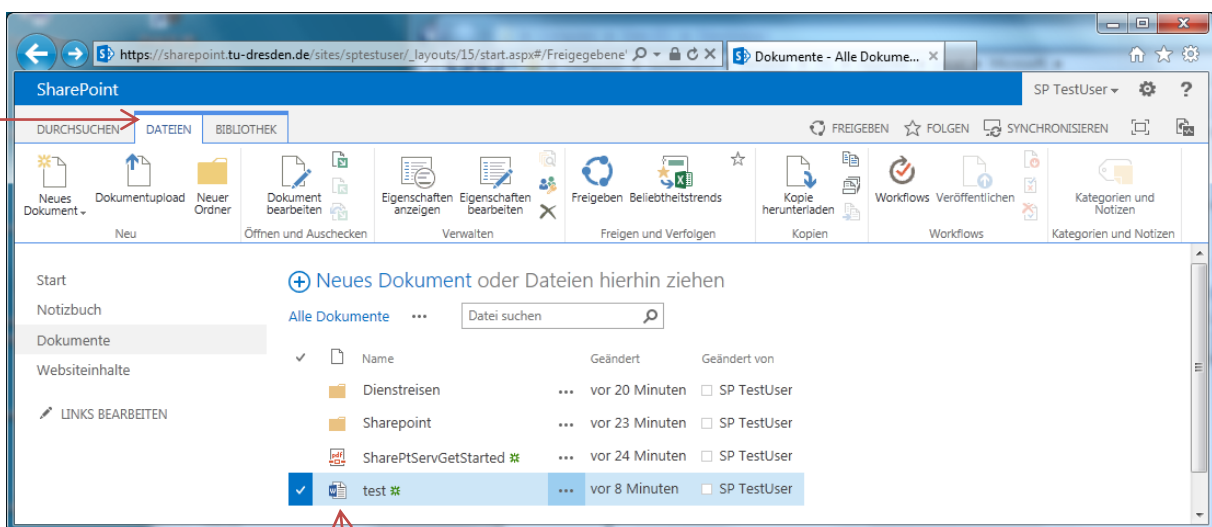 https://sharepoint.tu-dresden.de/sites/sptestuser/_layouts/15/start.aspx#/Freigegebene'
Dokumente - Alle Dokume...
SharePoint
SP TestUser
?
DURCHSUCHEN DATEIEN BIBLIOTHEK
FREIGEBEN FOLGEN SYNCHRONISIEREN
Neues Dokument
Dokumentupload
Neuer Ordner
Neu
Dokument bearbeiten
Öffnen und Auschecken
Eigenschaften anzeigen
Eigenschaften bearbeiten
Verwalten
Freigeben
Beliebtheitstrends
Freigen und Verfolgen
Kopie herunterladen
Kopien
Workflows
Veröffentlichen
Workflows
Kategorien und Notizen
Kategorien und Notizen
Start
Notizbuch
Dokumente
Websiteinhalte
LINKS BEARBEITEN
Neues Dokument oder Dateien hierhin ziehen
Alle Dokumente ... Datei suchen
Name Geändert Geändert von
Dienstreisen ... vor 20 Minuten SP TestUser
Sharepoint ... vor 23 Minuten SP TestUser
SharePtServGetStarted ... vor 24 Minuten SP TestUser
test ... vor 8 Minuten SP TestUser